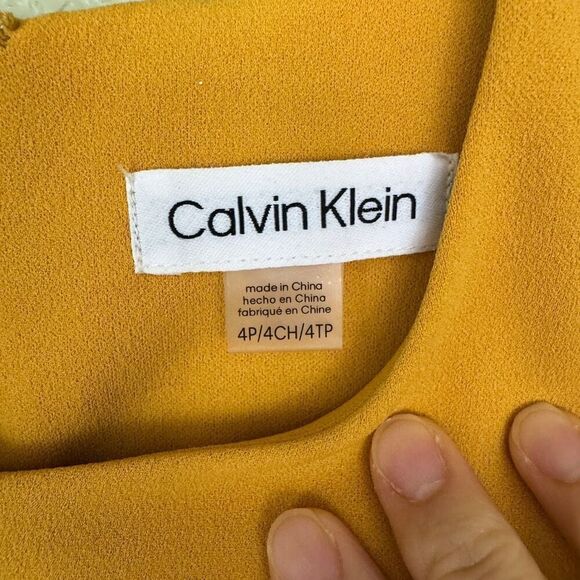 Calvin Klein
made in China
hecho en China
fabriqué en Chine
4P/4CH/4TP